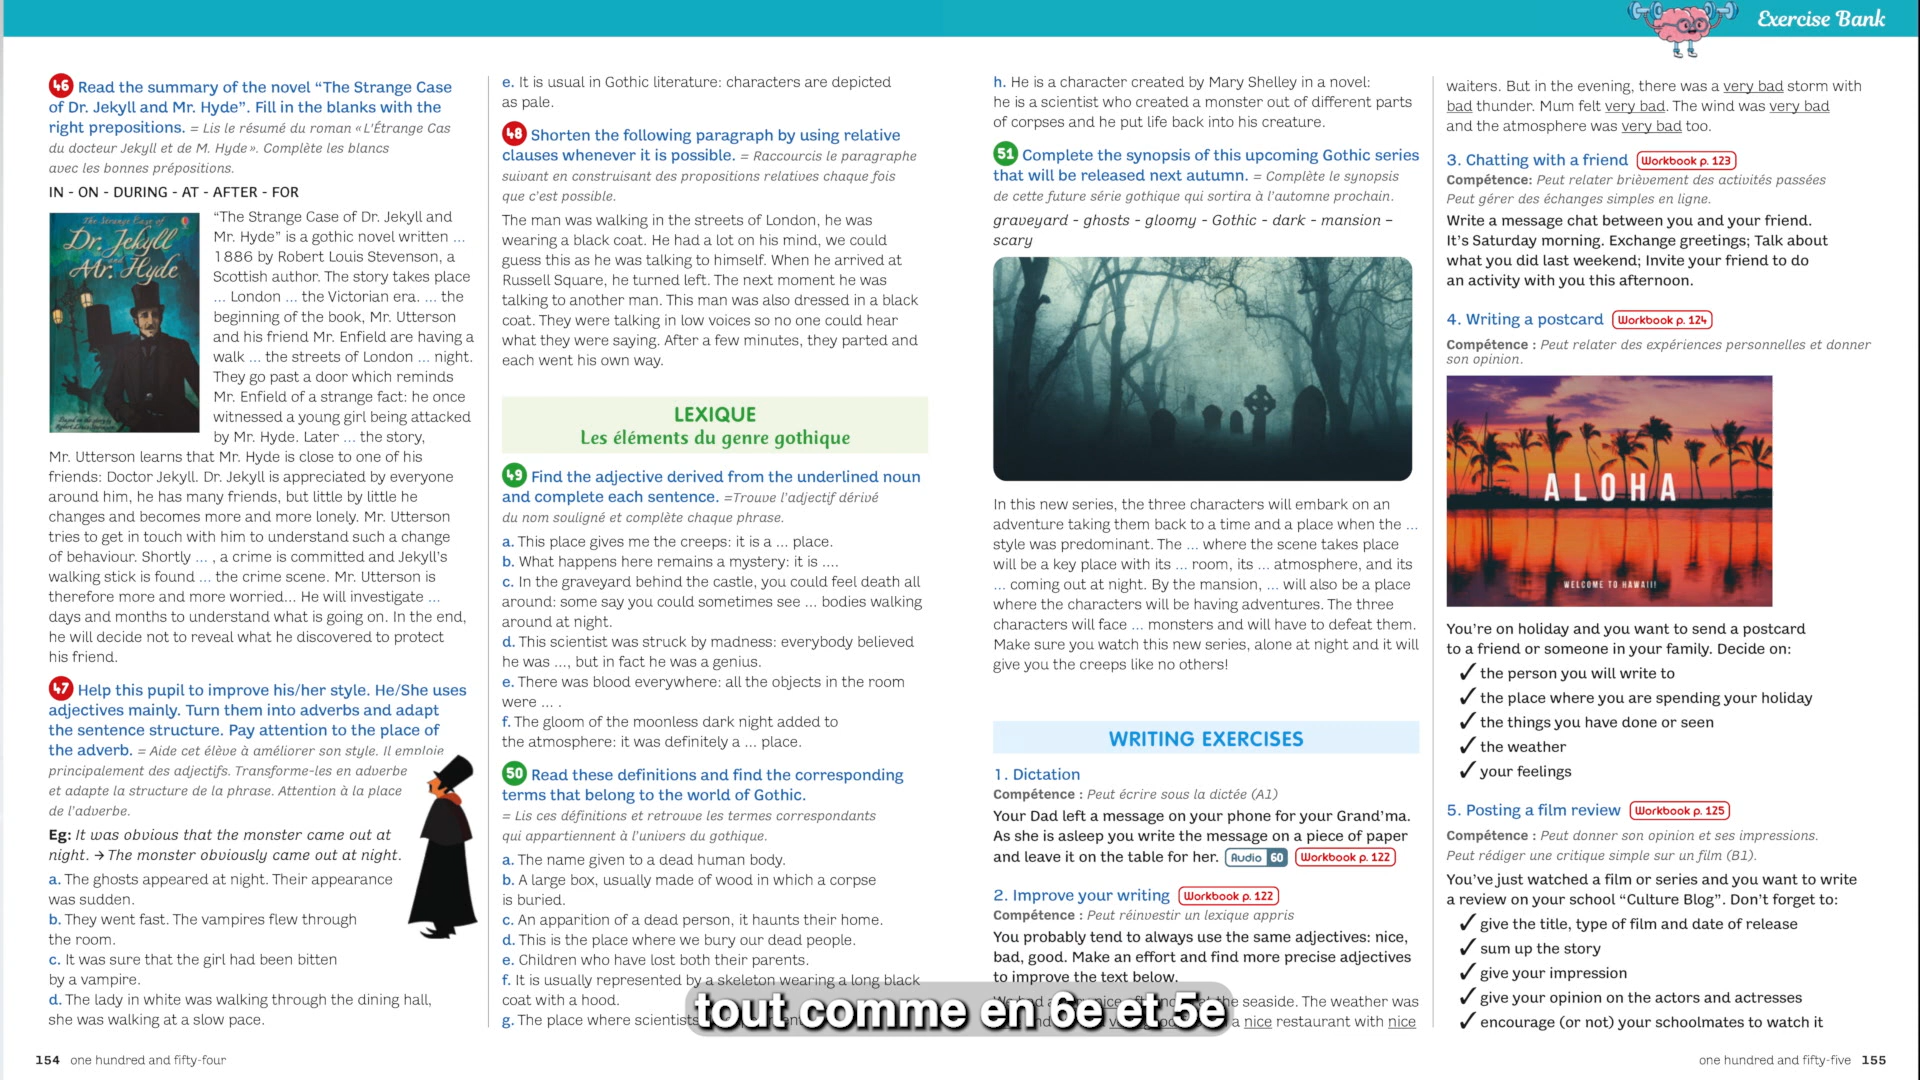 Exercise Bank
46 Read the summary of the novel “The Strange Case
of Dr. Jekyll and Mr. Hyde”. Fill in the blanks with the
right prepositions. = Lis le résumé du roman « L’Étrange Cas
du docteur Jekyll et de M. Hyde ». Complète les blancs
avec les bonnes prépositions.
IN - ON - DURING - AT - AFTER - FOR
The Strange Case of
Dr. Jekyll
and
Mr. Hyde
“The Strange Case of Dr. Jekyll and
Mr. Hyde” is a gothic novel written ...
1886 by Robert Louis Stevenson, a
Scottish author. The story takes place
... London ... the Victorian era. ... the
beginning of the book, Mr. Utterson
and his friend Mr. Enfield are having a
walk ... the streets of London ... night.
They go past a door which reminds
Mr. Enfield of a strange fact: he once
witnessed a young girl being attacked
by Mr. Hyde. Later ... the story,
Mr. Utterson learns that Mr. Hyde is close to one of his
friends: Doctor Jekyll. Dr. Jekyll is appreciated by everyone
around him, he has many friends, but little by little he
changes and becomes more and more lonely. Mr. Utterson
tries to get in touch with him to understand such a change
of behaviour. Shortly ... , a crime is committed and Jekyll’s
walking stick is found ... the crime scene. Mr. Utterson is
therefore more and more worried... He will investigate ...
days and months to understand what is going on. In the end,
he will decide not to reveal what he discovered to protect
his friend.
47 Help this pupil to improve his/her style. He/She uses
adjectives mainly. Turn them into adverbs and adapt
the sentence structure. Pay attention to the place of
the adverb. = Aide cet élève à améliorer son style. Il emploie
principalement des adjectifs. Transforme-les en adverbe
et adapte la structure de la phrase. Attention à la place
de l’adverbe.
Eg: It was obvious that the monster came out at
night. → The monster obviously came out at night.
a. The ghosts appeared at night. Their appearance
was sudden.
b. They went fast. The vampires flew through
the room.
c. It was sure that the girl had been bitten
by a vampire.
d. The lady in white was walking through the dining hall,
she was walking at a slow pace.
154 one hundred and fifty-four
e. It is usual in Gothic literature: characters are depicted
as pale.
48 Shorten the following paragraph by using relative
clauses whenever it is possible. = Raccourcis le paragraphe
suivant en construisant des propositions relatives chaque fois
que c’est possible.
The man was walking in the streets of London, he was
wearing a black coat. He had a lot on his mind, we could
guess this as he was talking to himself. When he arrived at
Russell Square, he turned left. The next moment he was
talking to another man. This man was also dressed in a black
coat. They were talking in low voices so no one could hear
what they were saying. After a few minutes, they parted and
each went his own way.
LEXIQUE
Les éléments du genre gothique
49 Find the adjective derived from the underlined noun
and complete each sentence. =Trouve l’adjectif dérivé
du nom souligné et complète chaque phrase.
a. This place gives me the creeps: it is a ... place.
b. What happens here remains a mystery: it is ....
c. In the graveyard behind the castle, you could feel death all
around: some say you could sometimes see ... bodies walking
around at night.
d. This scientist was struck by madness: everybody believed
he was ..., but in fact he was a genius.
e. There was blood everywhere: all the objects in the room
were ... .
f. The gloom of the moonless dark night added to
the atmosphere: it was definitely a ... place.
50 Read these definitions and find the corresponding
terms that belong to the world of Gothic.
= Lis ces définitions et retrouve les termes correspondants
qui appartiennent à l’univers du gothique.
a. The name given to a dead human body.
b. A large box, usually made of wood in which a corpse
is buried.
c. An apparition of a dead person, it haunts their home.
d. This is the place where we bury our dead people.
e. Children who have lost both their parents.
f. It is usually represented by a skeleton wearing a long black
coat with a hood.
g. The place where scientists
h. He is a character created by Mary Shelley in a novel:
he is a scientist who created a monster out of different parts
of corpses and he put life back into his creature.
51 Complete the synopsis of this upcoming Gothic series
that will be released next autumn. = Complète le synopsis
de cette future série gothique qui sortira à l’automne prochain.
graveyard - ghosts - gloomy - Gothic - dark - mansion –
scary
In this new series, the three characters will embark on an
adventure taking them back to a time and a place when the ...
style was predominant. The ... where the scene takes place
will be a key place with its ... room, its ... atmosphere, and its
... coming out at night. By the mansion, ... will also be a place
where the characters will be having adventures. The three
characters will face ... monsters and will have to defeat them.
Make sure you watch this new series, alone at night and it will
give you the creeps like no others!
WRITING EXERCISES
1. Dictation
Compétence : Peut écrire sous la dictée (A1)
Your Dad left a message on your phone for your Grand’ma.
As she is asleep you write the message on a piece of paper
and leave it on the table for her. Audio 60 Workbook p. 122
2. Improve your writing Workbook p. 122
Compétence : Peut réinvestir un lexique appris
You probably tend to always use the same adjectives: nice,
bad, good. Make an effort and find more precise adjectives
to improve the text below.
the seaside. The weather was
a nice restaurant with nice
tout comme en 6e et 5e
waiters. But in the evening, there was a very bad storm with
bad thunder. Mum felt very bad. The wind was very bad
and the atmosphere was very bad too.
3. Chatting with a friend Workbook p. 123
Compétence: Peut relater brièvement des activités passées
Peut gérer des échanges simples en ligne.
Write a message chat between you and your friend.
It’s Saturday morning. Exchange greetings; Talk about
what you did last weekend; Invite your friend to do
an activity with you this afternoon.
4. Writing a postcard Workbook p. 124
Compétence : Peut relater des expériences personnelles et donner
son opinion.
ALOHA
WELCOME TO HAWAII!
You’re on holiday and you want to send a postcard
to a friend or someone in your family. Decide on:
✓ the person you will write to
✓ the place where you are spending your holiday
✓ the things you have done or seen
✓ the weather
✓ your feelings
5. Posting a film review Workbook p. 125
Compétence : Peut donner son opinion et ses impressions.
Peut rédiger une critique simple sur un film (B1).
You’ve just watched a film or series and you want to write
a review on your school “Culture Blog”. Don’t forget to:
✓ give the title, type of film and date of release
✓ sum up the story
✓ give your impression
✓ give your opinion on the actors and actresses
✓ encourage (or not) your schoolmates to watch it
one hundred and fifty-five 155